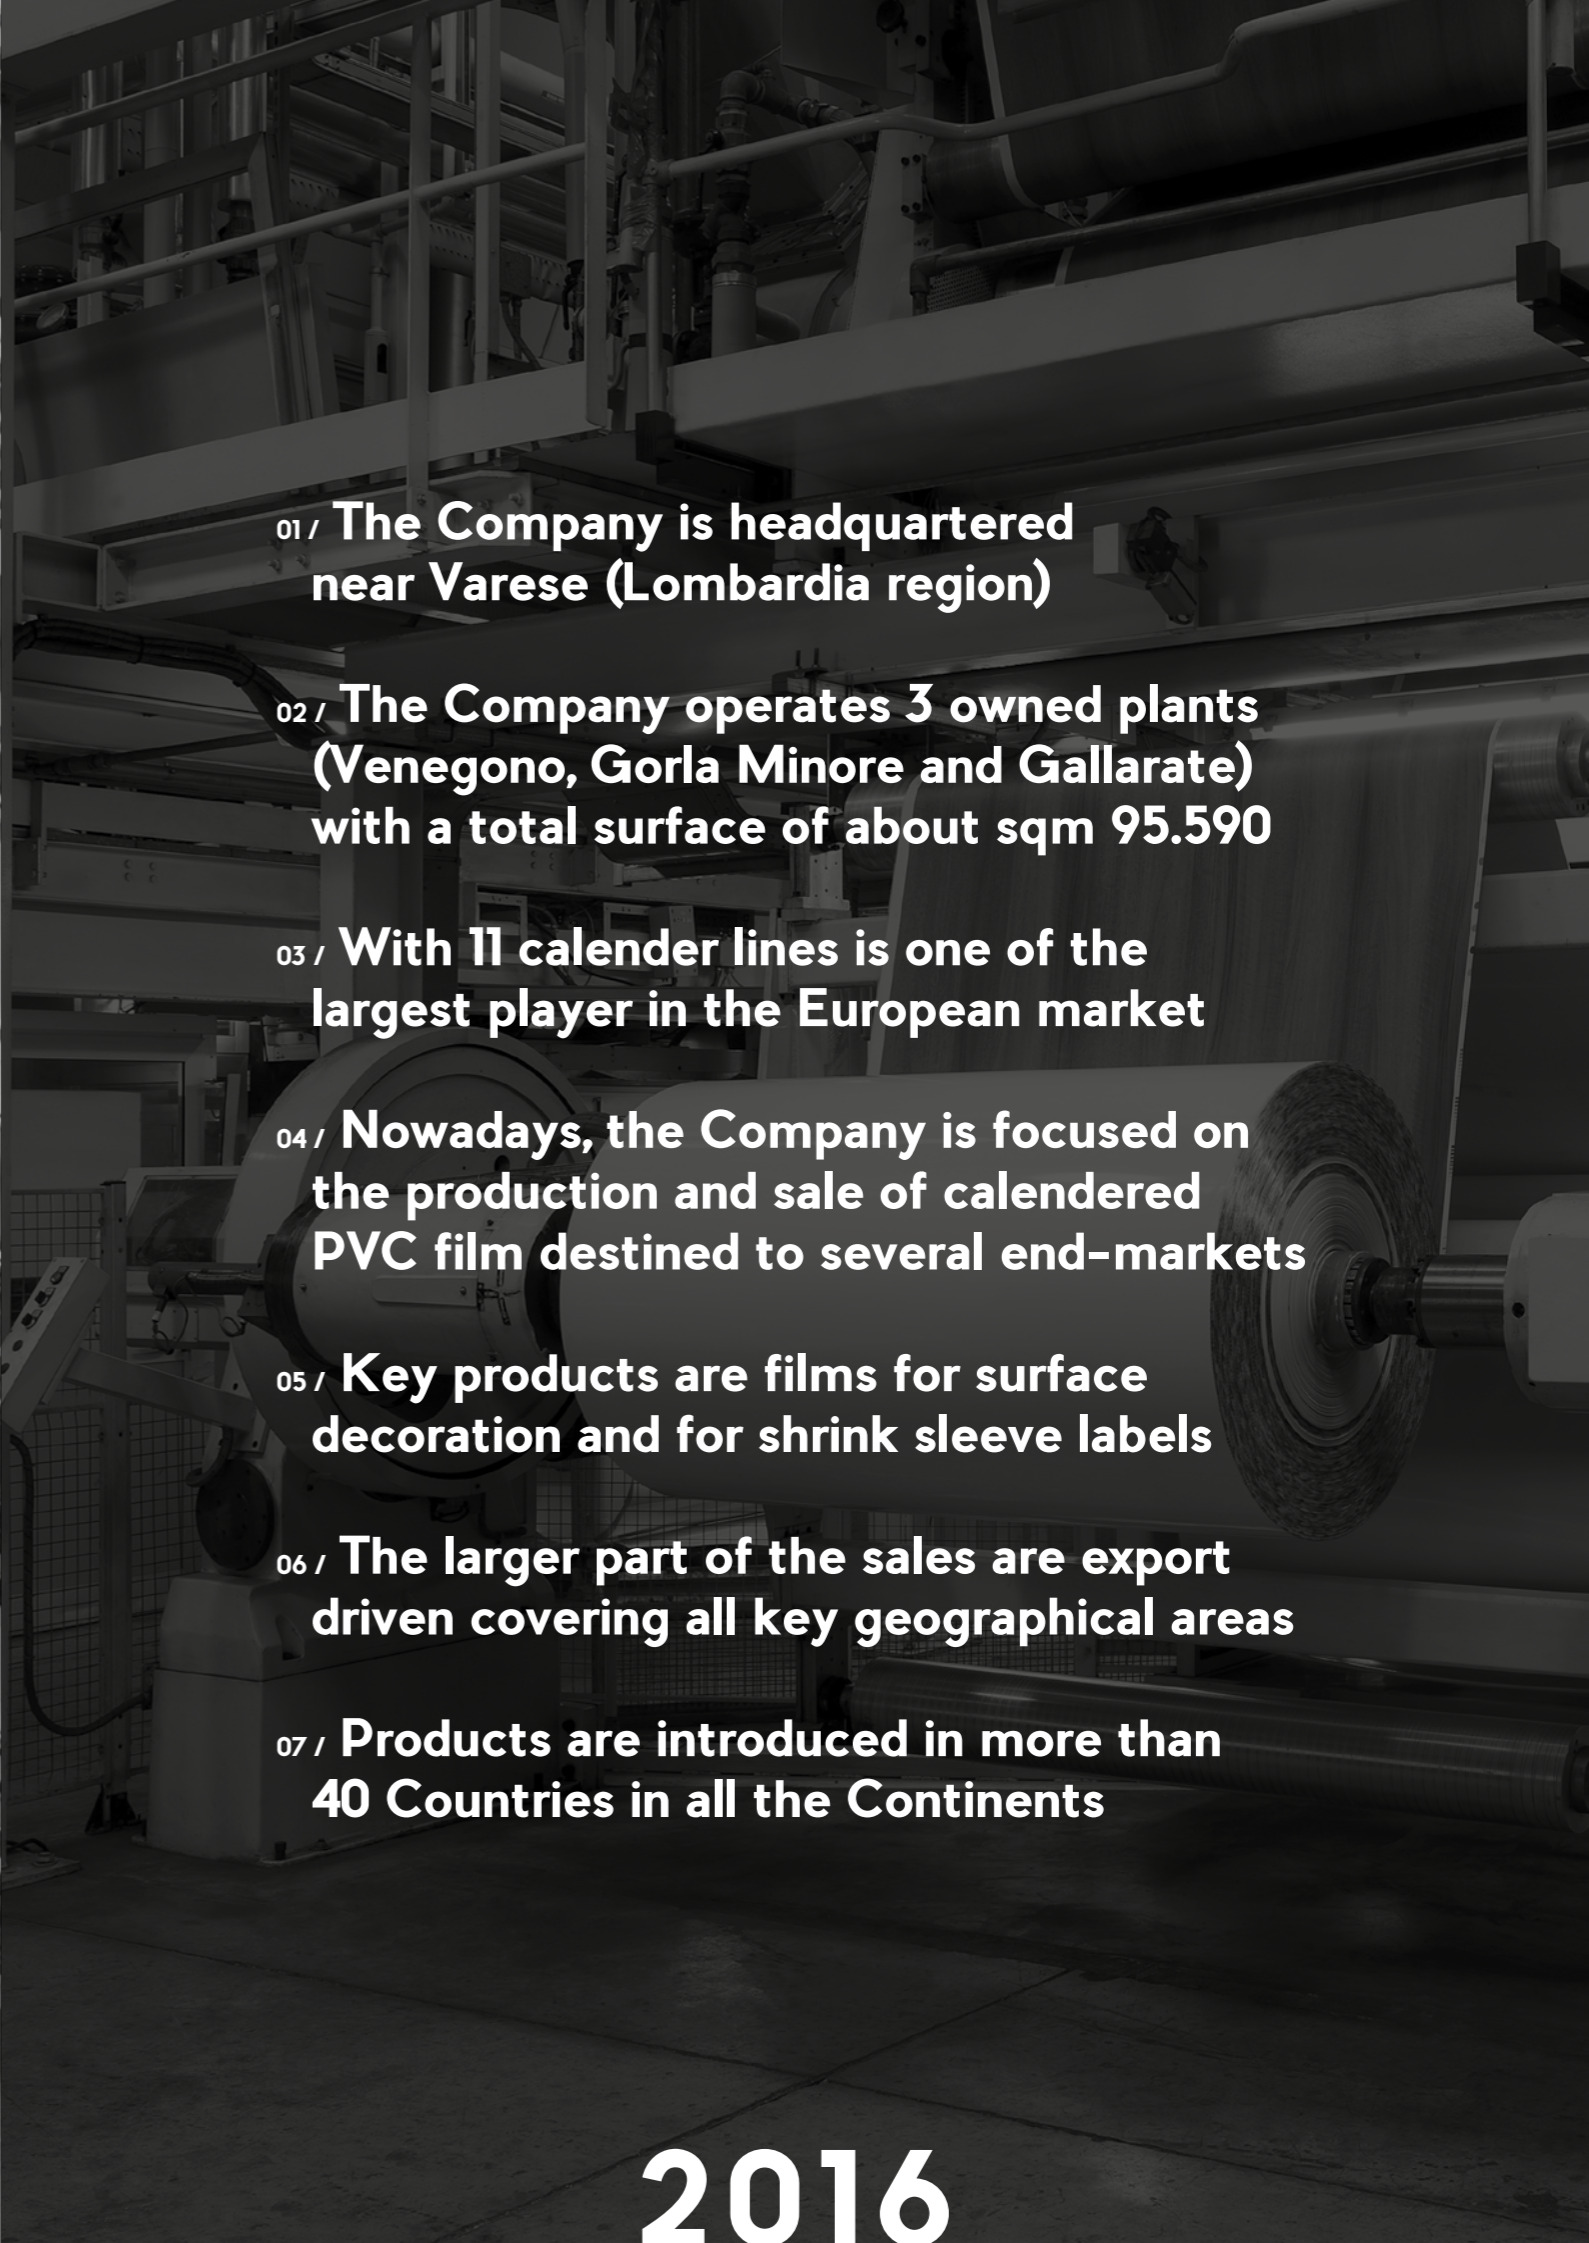 01 / The Company is headquartered
near Varese (Lombardia region)
02 / The Company operates 3 owned plants
(Venegono, Gorla Minore and Gallarate)
with a total surface of about sqm 95.590
03 / With 11 calender lines is one of the
largest player in the European market
04 / Nowadays, the Company is focused on
the production and sale of calendered
PVC film destined to several end-markets
05 / Key products are films for surface
decoration and for shrink sleeve labels
06 / The larger part of the sales are export
driven covering all key geographical areas
07 / Products are introduced in more than
40 Countries in all the Continents
2016